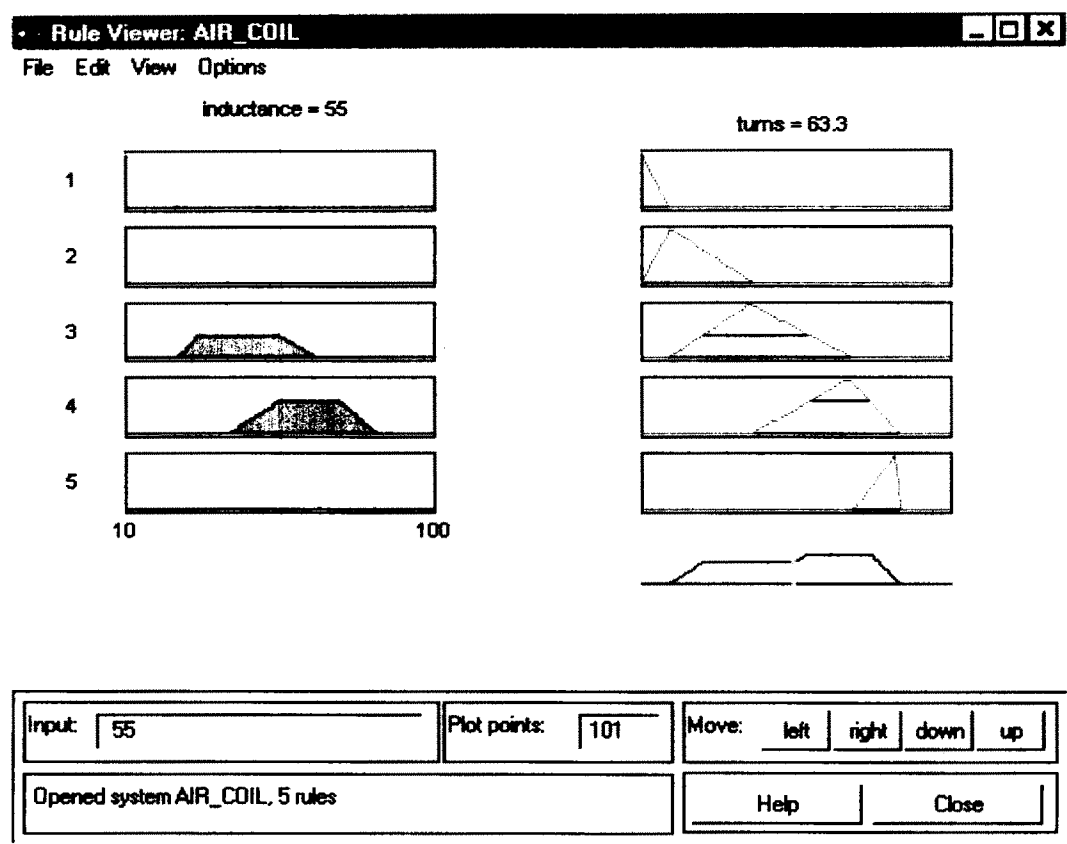 Rule Viewer: AIR_COIL
File Edit View Options
inductance = 55
turns = 63.3
1
2
3
4
5
10 100
Input: 55 Plot points: 101 Move: left right down up
Opened system AIR_COIL, 5 rules Help Close